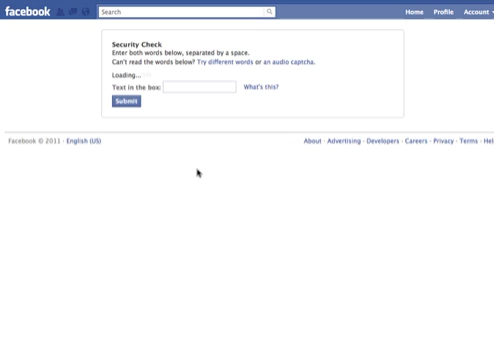 facebook Search Home Profile Account
Security Check
Enter both words below, separated by a space.
Can't read the words below? Try different words or an audio captcha.
Loading...
Text in the box: What's this?
Submit
Facebook © 2011 · English (US) About · Advertising · Developers · Careers · Privacy · Terms · Hel